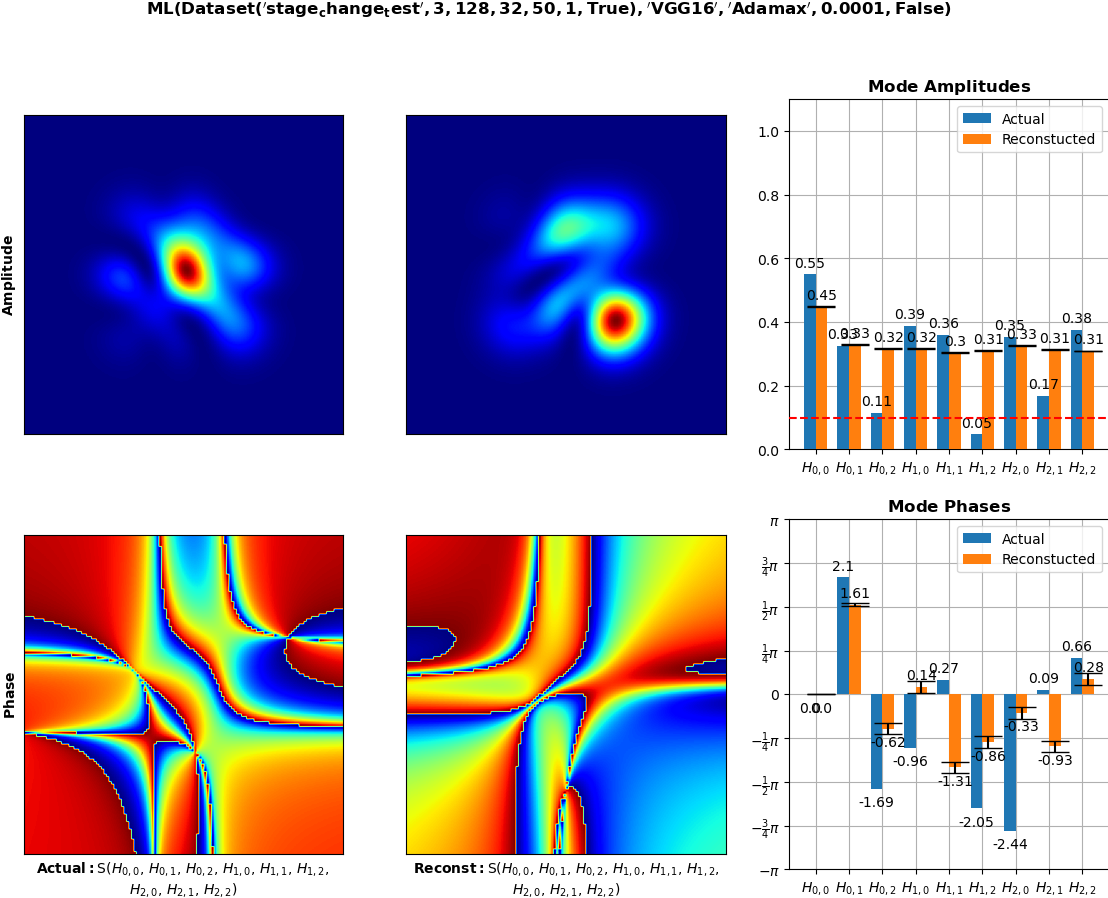 ML(Dataset('stage_change_test', 3, 128, 32, 50, 1, True), 'VGG16', 'Adamax', 0.0001, False)
Amplitude
Mode Amplitudes
Actual
Reconstucted
1.0
0.8
0.6
0.4
0.2
0.0
0.55
0.45
0.33
0.33
0.11
0.32
0.39
0.32
0.36
0.3
0.05
0.31
0.35
0.33
0.17
0.31
0.38
0.31
H0,0 H0,1 H0,2 H1,0 H1,1 H1,2 H2,0 H2,1 H2,2
Phase
Mode Phases
Actual
Reconstucted
π
3/4π
1/2π
1/4π
0
−1/4π
−1/2π
−3/4π
−π
0.0
0.0
2.1
1.61
-1.69
-0.62
-0.96
0.14
0.27
-1.31
-2.05
-0.86
-2.44
-0.33
0.09
-0.93
0.66
0.28
H0,0 H0,1 H0,2 H1,0 H1,1 H1,2 H2,0 H2,1 H2,2
Actual: S(H0,0, H0,1, H0,2, H1,0, H1,1, H1,2,
H2,0, H2,1, H2,2)
Reconst: S(H0,0, H0,1, H0,2, H1,0, H1,1, H1,2,
H2,0, H2,1, H2,2)